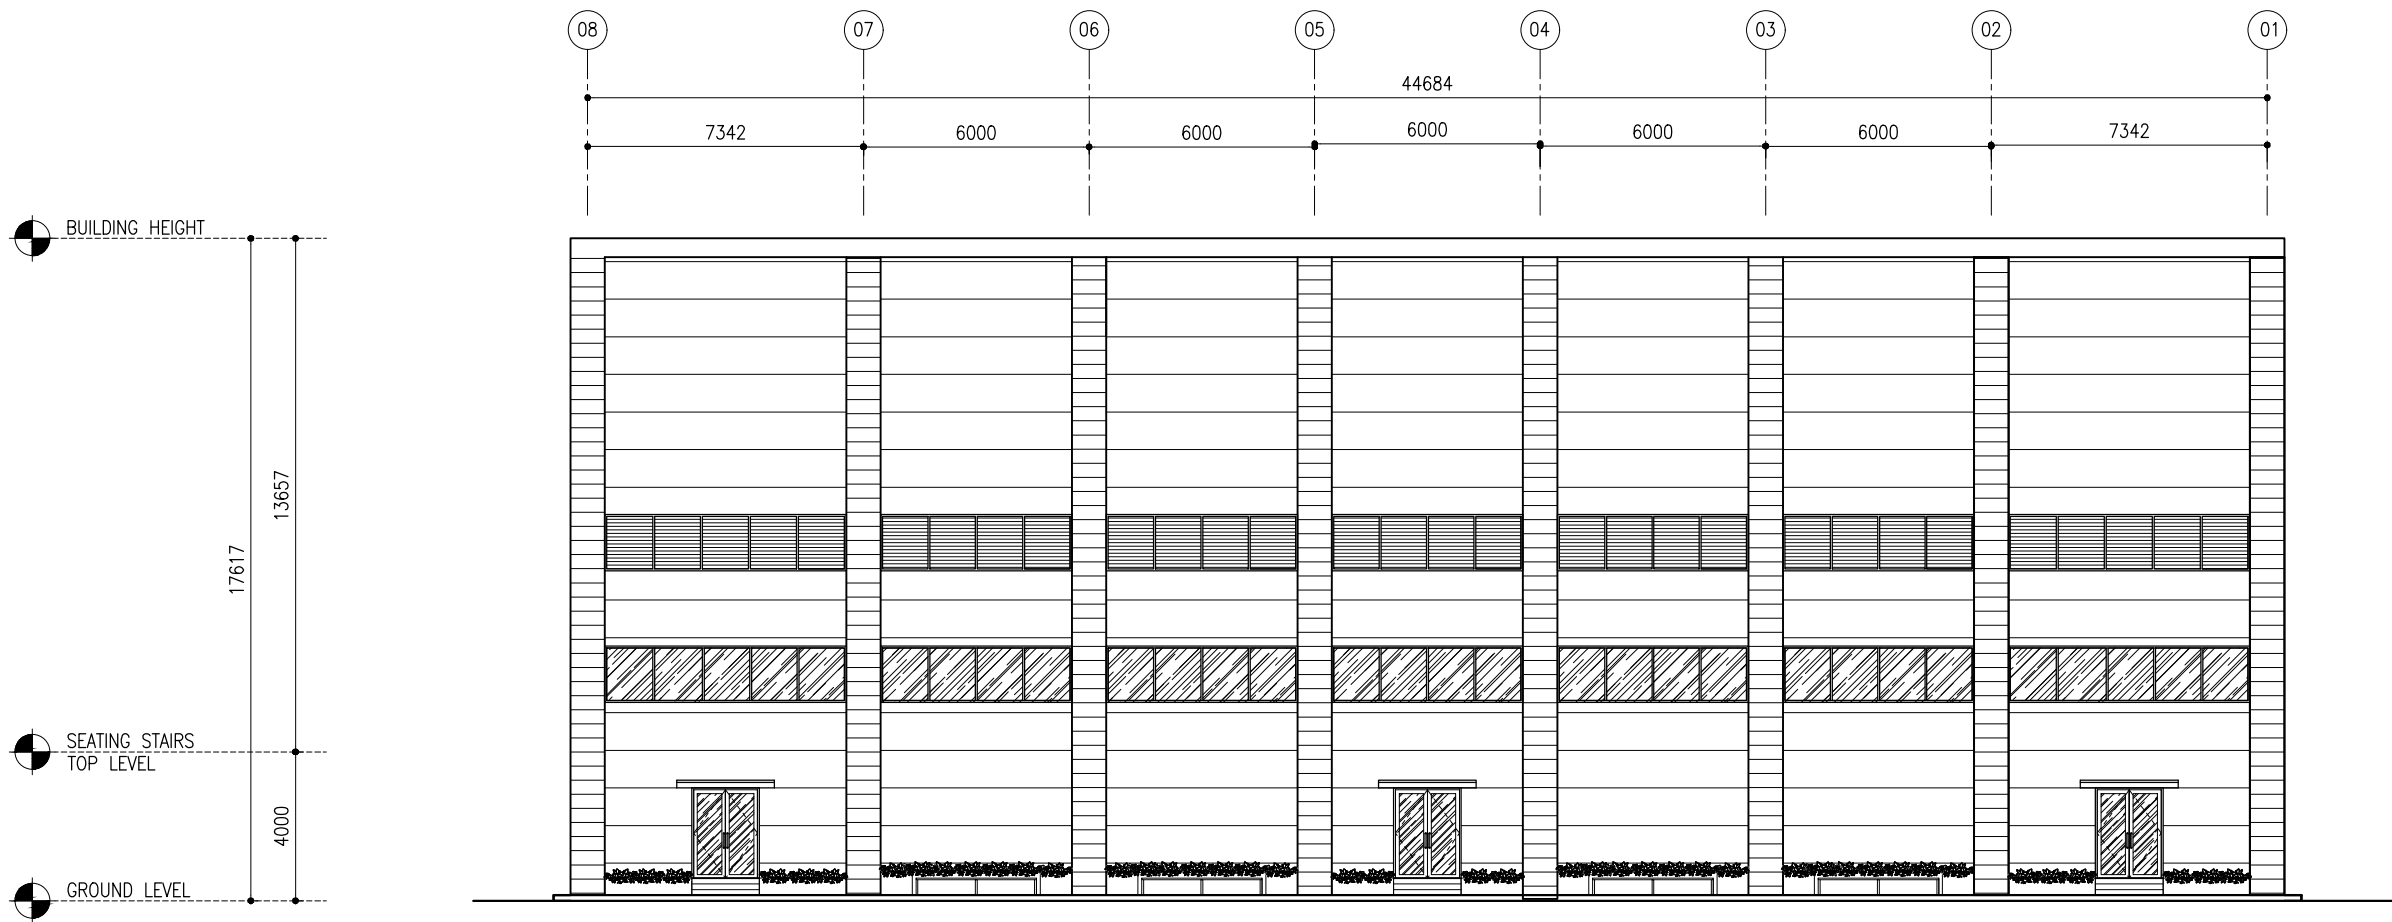 08 07 06 05 04 03 02 01
44684
7342 6000 6000 6000 6000 6000 7342
BUILDING HEIGHT
13657
17617
SEATING STAIRS
TOP LEVEL
4000
GROUND LEVEL